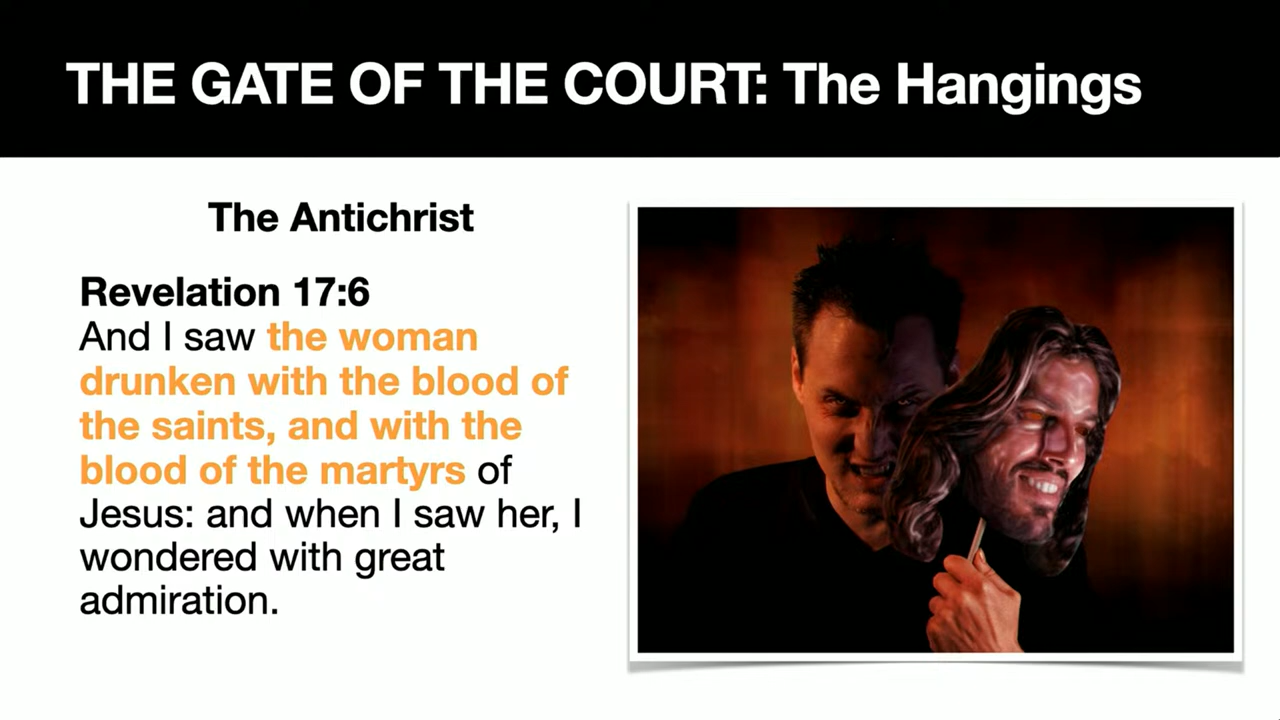 THE GATE OF THE COURT: The Hangings
The Antichrist
Revelation 17:6
And I saw the woman
drunken with the blood of
the saints, and with the
blood of the martyrs of
Jesus: and when I saw her, I
wondered with great
admiration.